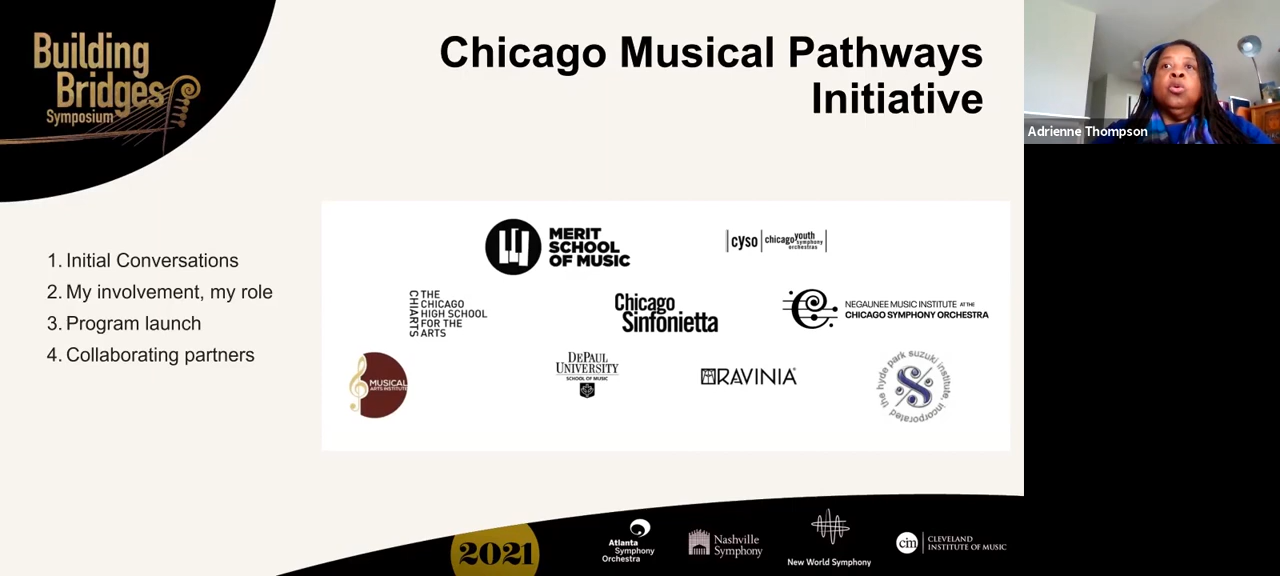 Building
Bridges
Symposium
Chicago Musical Pathways
Initiative
Adrienne Thompson
1. Initial Conversations
2. My involvement, my role
3. Program launch
4. Collaborating partners
MERIT
SCHOOL
OF MUSIC
cyso
chicagoyouth
symphony
orchestras
CHIARTS
THE
CHICAGO
HIGH SCHOOL
FOR THE
ARTS
Chicago
Sinfonietta
NEGAUNEE MUSIC INSTITUTE AT THE
CHICAGO SYMPHONY ORCHESTRA
MUSICAL
ARTS INSTITUTE
DEPAUL
UNIVERSITY
SCHOOL OF MUSIC
RAVINIA®
the hyde park suzuki institute, incorporated
2021
Atlanta
Symphony
Orchestra
Nashville
Symphony
New World Symphony
cim
CLEVELAND
INSTITUTE OF MUSIC